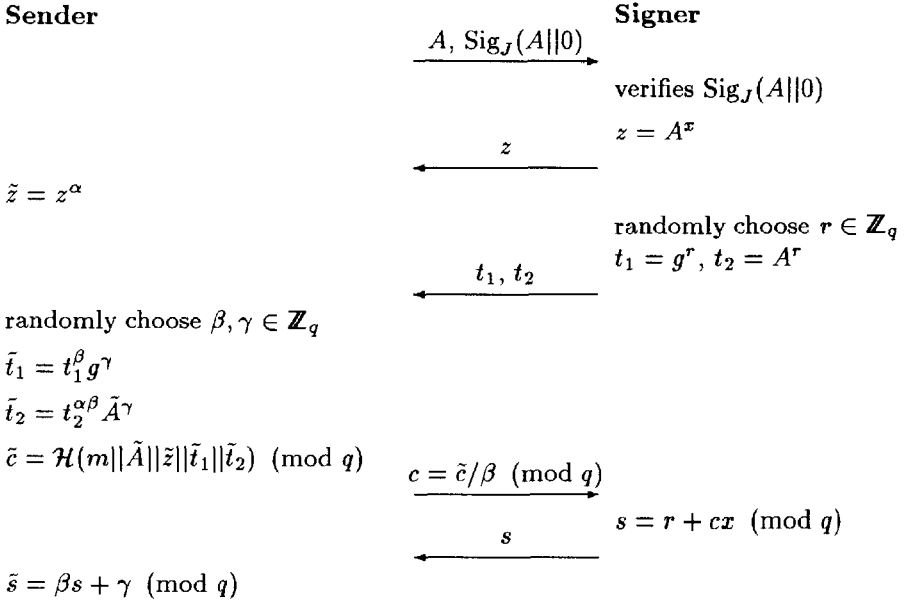 Sender
Signer
A, Sig_J(A||0)
verifies Sig_J(A||0)
z = A^x
z
z̃ = z^α
randomly choose r ∈ ℤ_q
t_1 = g^r, t_2 = A^r
t_1, t_2
randomly choose β, γ ∈ ℤ_q
t̃_1 = t_1^β g^γ
t̃_2 = t_2^{αβ} Ã^γ
c̃ = ℋ(m||Ã||z̃||t̃_1||t̃_2) (mod q)
c = c̃/β (mod q)
s = r + cx (mod q)
s
s̃ = βs + γ (mod q)